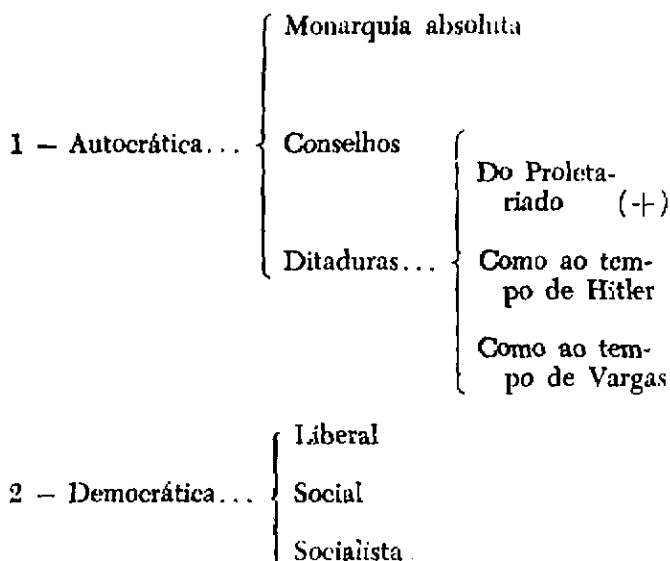 Monarquia absoluta
1 — Autocrática... Conselhos
Do Proleta-
riado (+)
Ditaduras... Como ao tem-
po de Hitler
Como ao tem-
po de Vargas
Liberal
2 — Democrática... Social
Socialista